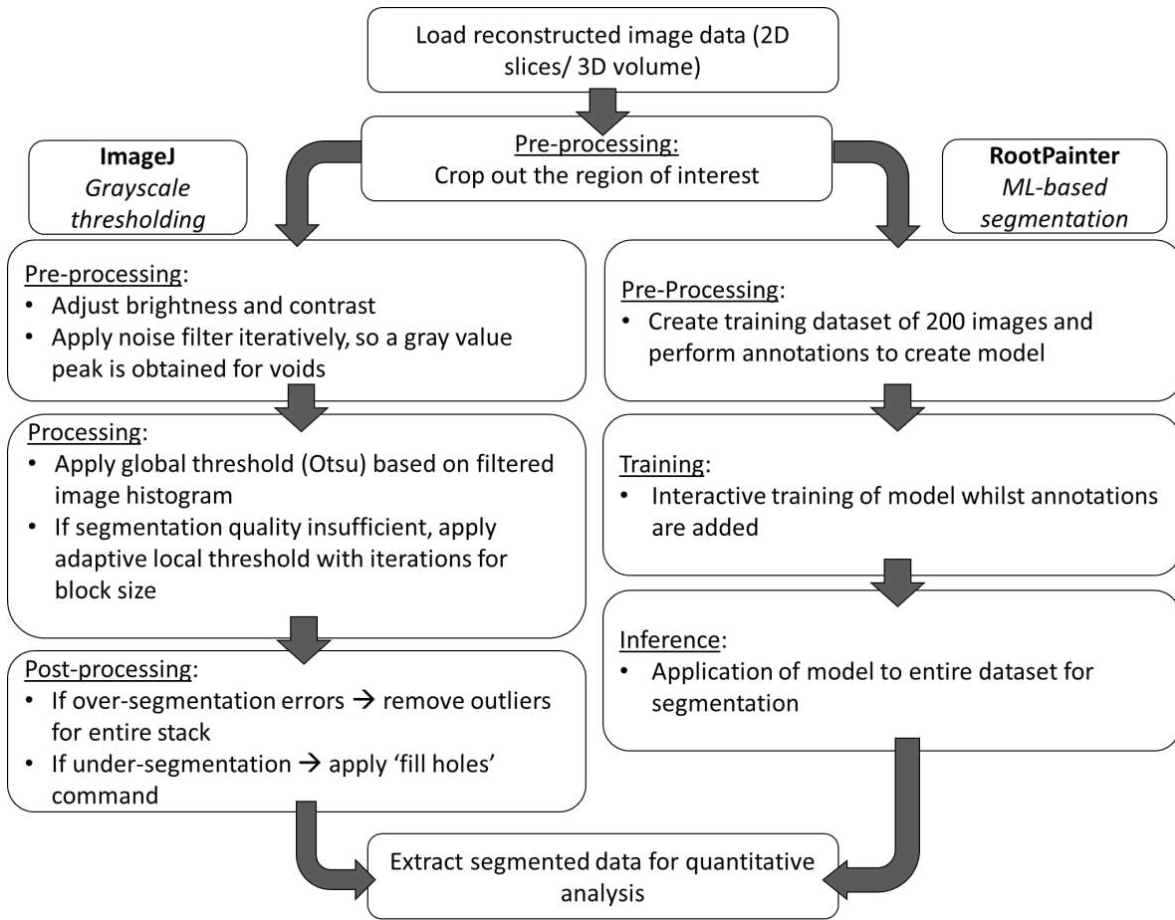 Load reconstructed image data (2D
slices/ 3D volume)
Pre-processing:
Crop out the region of interest
ImageJ
Grayscale
thresholding
RootPainter
ML-based
segmentation
Pre-processing:
• Adjust brightness and contrast
• Apply noise filter iteratively, so a gray value
peak is obtained for voids
Processing:
• Apply global threshold (Otsu) based on filtered
image histogram
• If segmentation quality insufficient, apply
adaptive local threshold with iterations for
block size
Post-processing:
• If over-segmentation errors → remove outliers
for entire stack
• If under-segmentation → apply ‘fill holes’
command
Pre-Processing:
• Create training dataset of 200 images and
perform annotations to create model
Training:
• Interactive training of model whilst annotations
are added
Inference:
• Application of model to entire dataset for
segmentation
Extract segmented data for quantitative
analysis